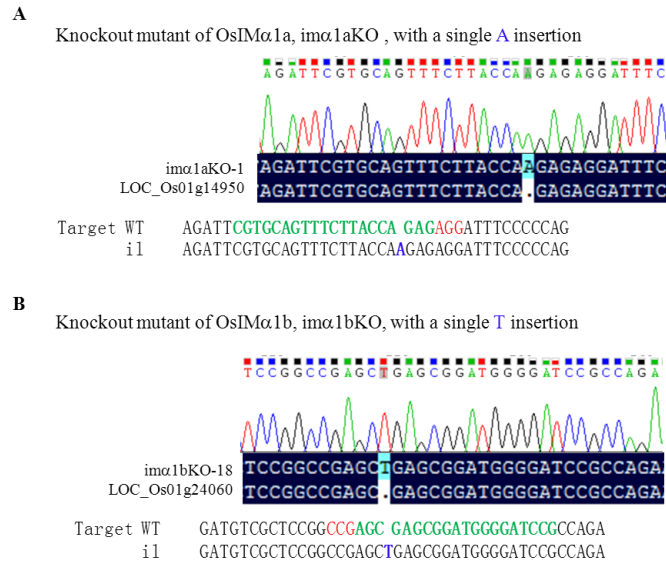 A
Knockout mutant of OsIMα1a, imα1aKO , with a single A insertion
AGATTCGTGCAGTTTCTTACCAAGAGAGGATTTC
imα1aKO-1 AGATTCGTGCAGTTTCTTACCAAGAGAGGATTTC
LOC_Os01g14950 AGATTCGTGCAGTTTCTTACCA.GAGAGGATTTC
Target WT AGATTCGTGCAGTTTCTTACCA GAGAGGATTTCCCCCAG
i1 AGATTCGTGCAGTTTCTTACCAAGAGAGGATTTCCCCCAG
B
Knockout mutant of OsIMα1b, imα1bKO, with a single T insertion
TCCGGCCGAGCTGAGCGGATGGGGATCCGCCAGA
imα1bKO-18 TCCGGCCGAGCTGAGCGGATGGGGATCCGCCAGA
LOC_Os01g24060 TCCGGCCGAGC.GAGCGGATGGGGATCCGCCAGA
Target WT GATGTCGCTCCGGCCGAGC GAGCGGATGGGGATCCGCCAGA
i1 GATGTCGCTCCGGCCGAGCTGAGCGGATGGGGATCCGCCAGA